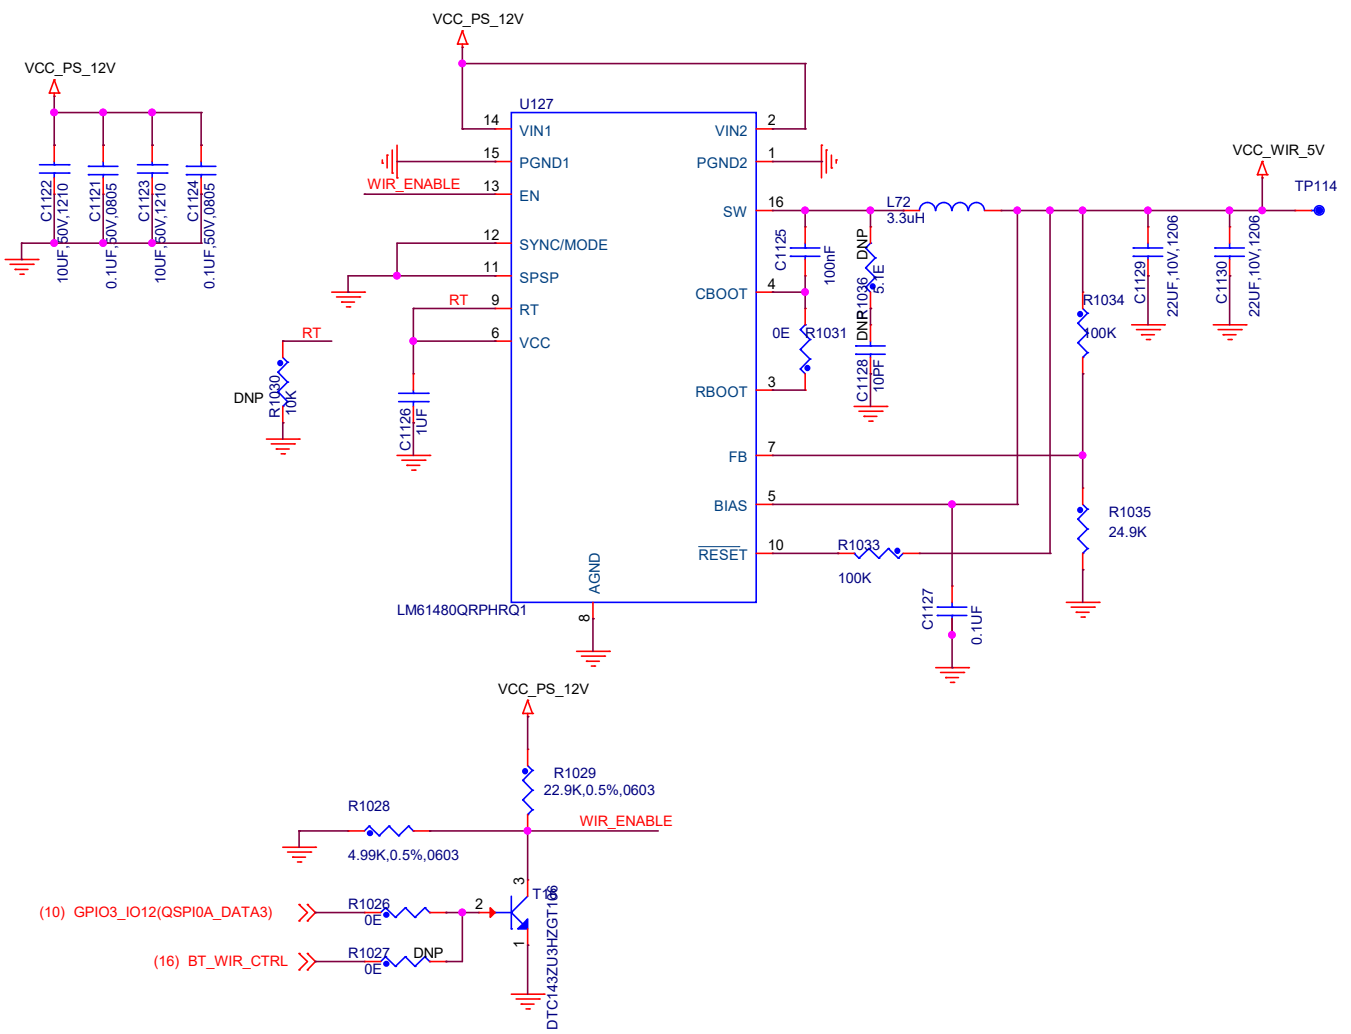 VCC_PS_12V
VCC_PS_12V
C1122
10UF,50V,1210
C1121
0.1UF,50V,0805
C1123
10UF,50V,1210
C1124
0.1UF,50V,0805
U127
14
VIN1
15
PGND1
WIR_ENABLE
13
EN
12
SYNC/MODE
11
SPSP
RT
9
RT
6
VCC
2
VIN2
1
PGND2
16
SW
4
CBOOT
3
RBOOT
7
FB
5
BIAS
10
RESET
AGND
8
LM61480QRPHRQ1
RT
DNP
R1030
10K
C1126
1UF
L72
3.3uH
C1125
100nF
DNP
R1036
5.1E
0E
R1031
DNP
C1128
10PF
VCC_WIR_5V
TP114
C1129
22UF,10V,1206
C1130
22UF,10V,1206
R1034
100K
R1035
24.9K
R1033
100K
C1127
0.1UF
VCC_PS_12V
R1029
22.9K,0.5%,0603
R1028
4.99K,0.5%,0603
WIR_ENABLE
3
2
1
DTC143ZU3HZGT106
(10) GPIO3_IO12(QSPI0A_DATA3)
R1026
0E
(16) BT_WIR_CTRL
R1027
0E
DNP